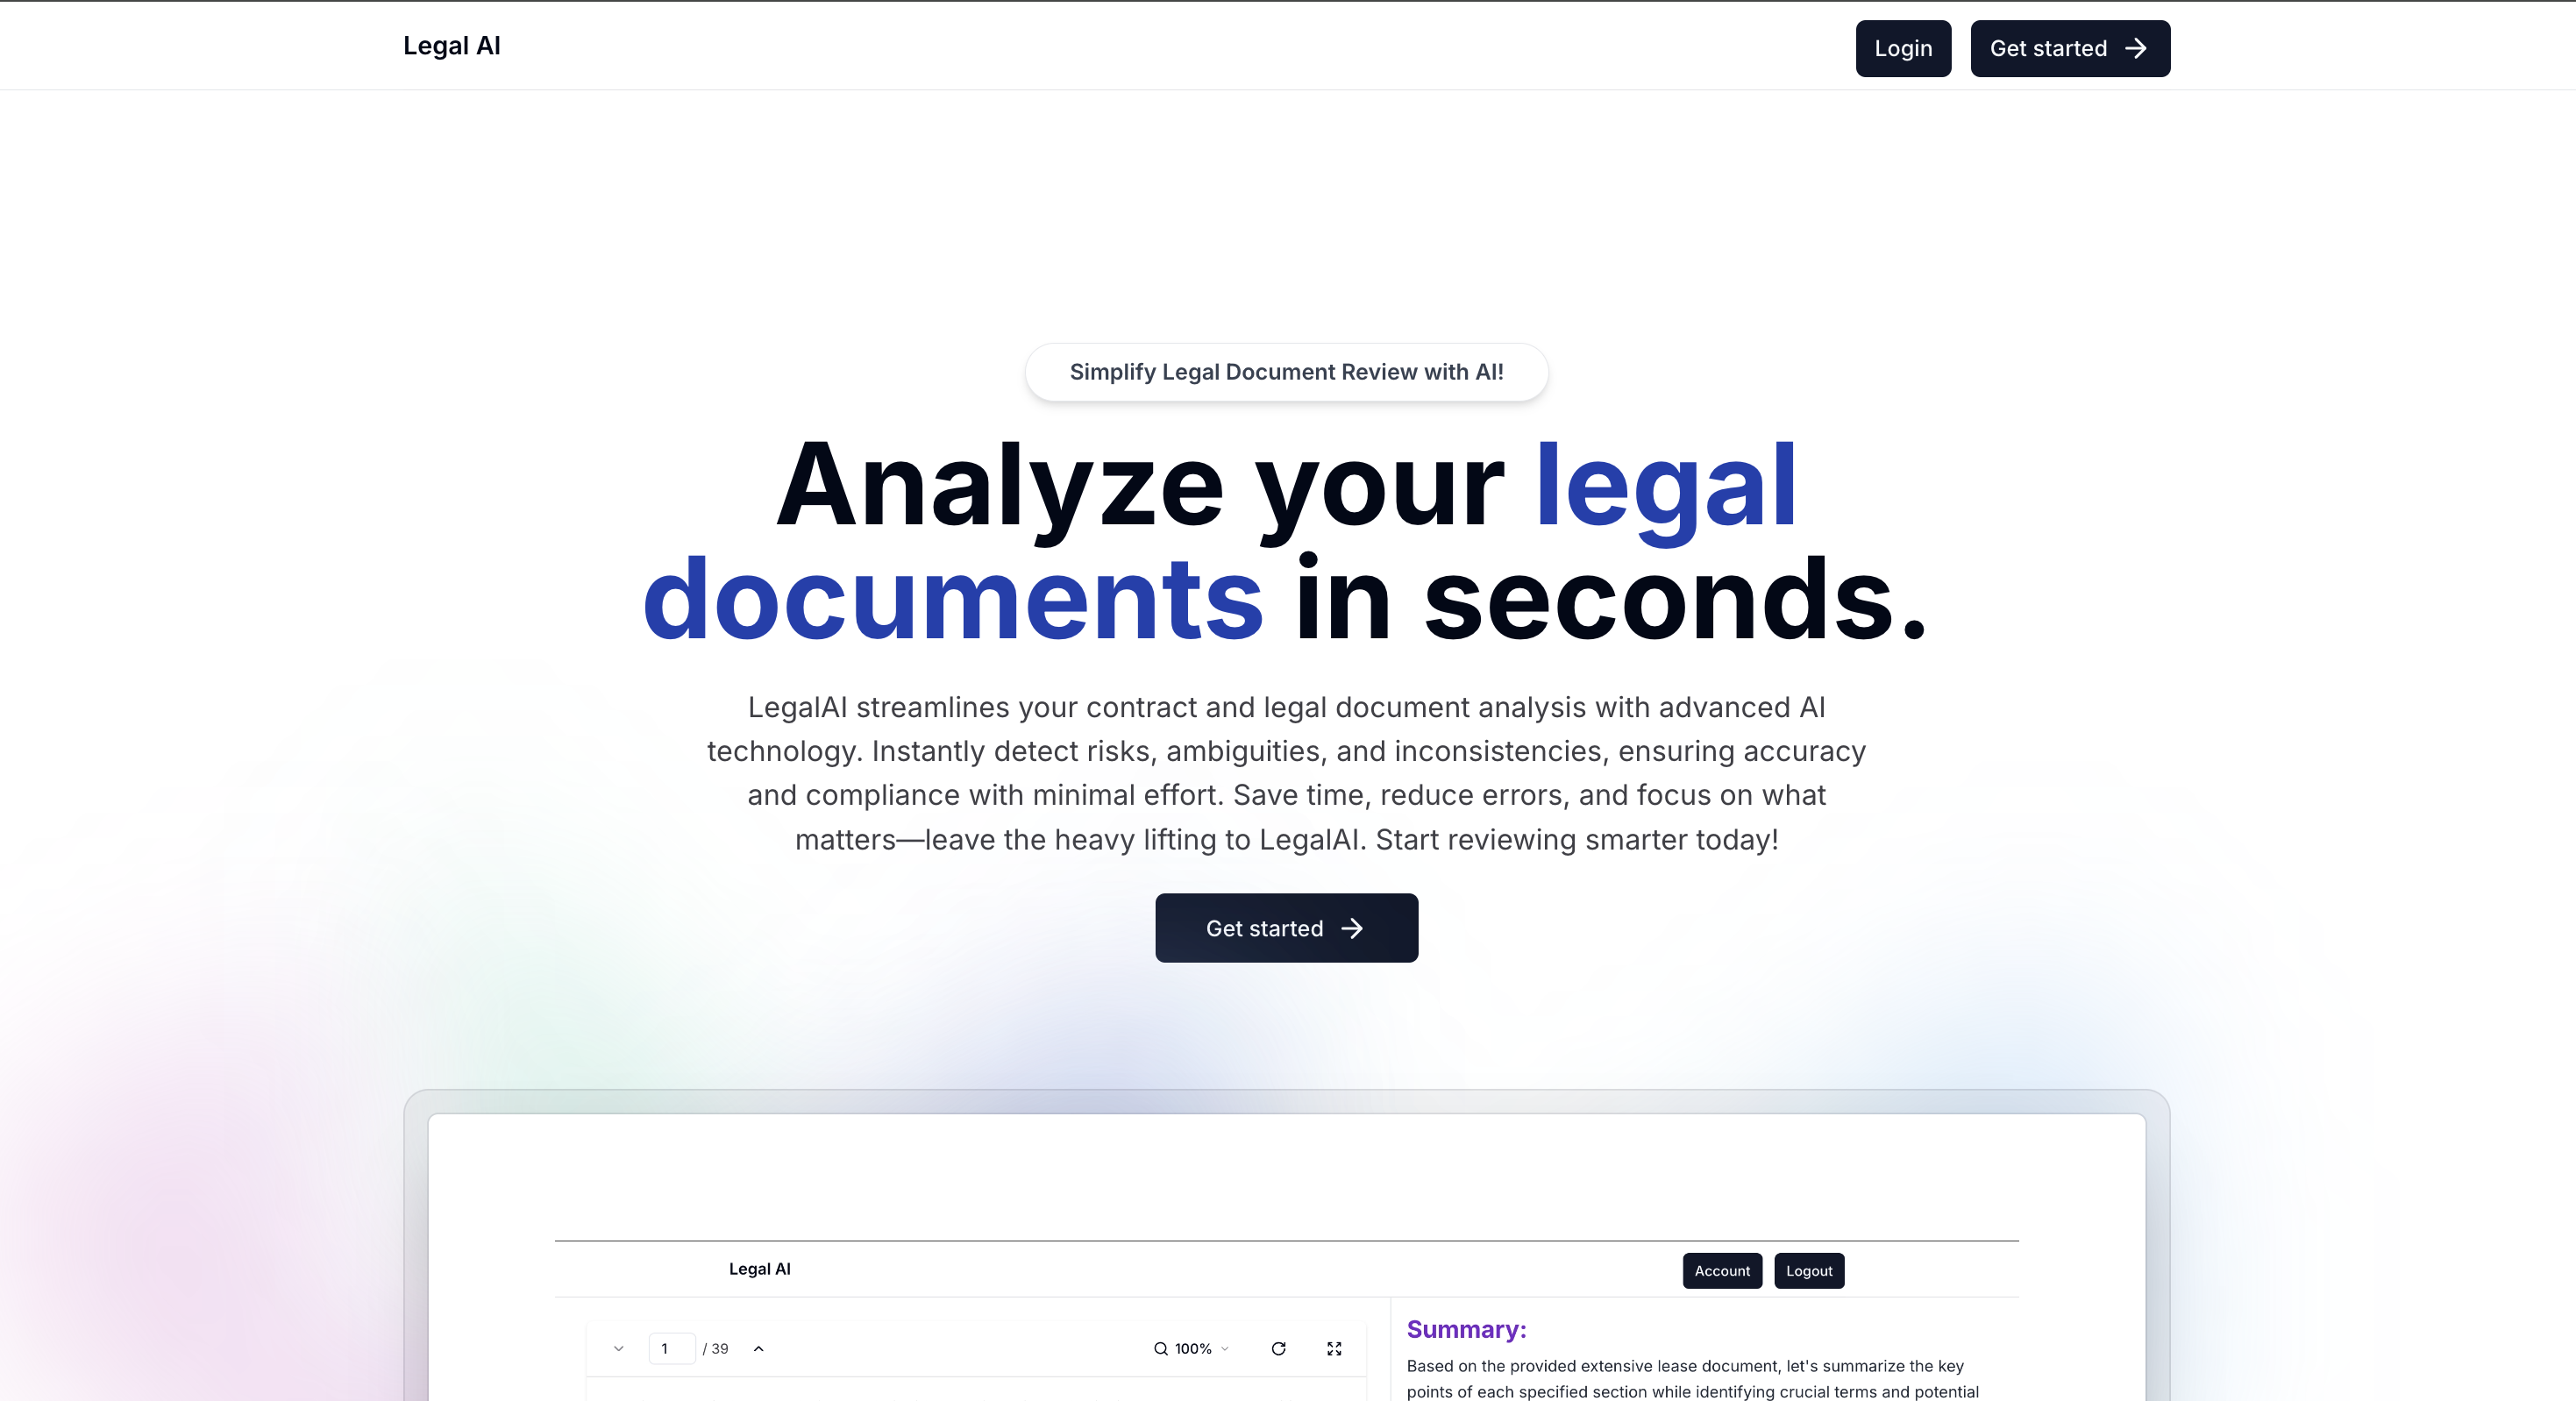 Legal AI
Login
Get started
Simplify Legal Document Review with AI!
Analyze your legal
documents in seconds.
LegalAI streamlines your contract and legal document analysis with advanced AI
technology. Instantly detect risks, ambiguities, and inconsistencies, ensuring accuracy
and compliance with minimal effort. Save time, reduce errors, and focus on what
matters—leave the heavy lifting to LegalAI. Start reviewing smarter today!
Get started
Legal AI
Account
Logout
1 / 39
100%
Summary:
Based on the provided extensive lease document, let's summarize the key
points of each specified section while identifying crucial terms and potential